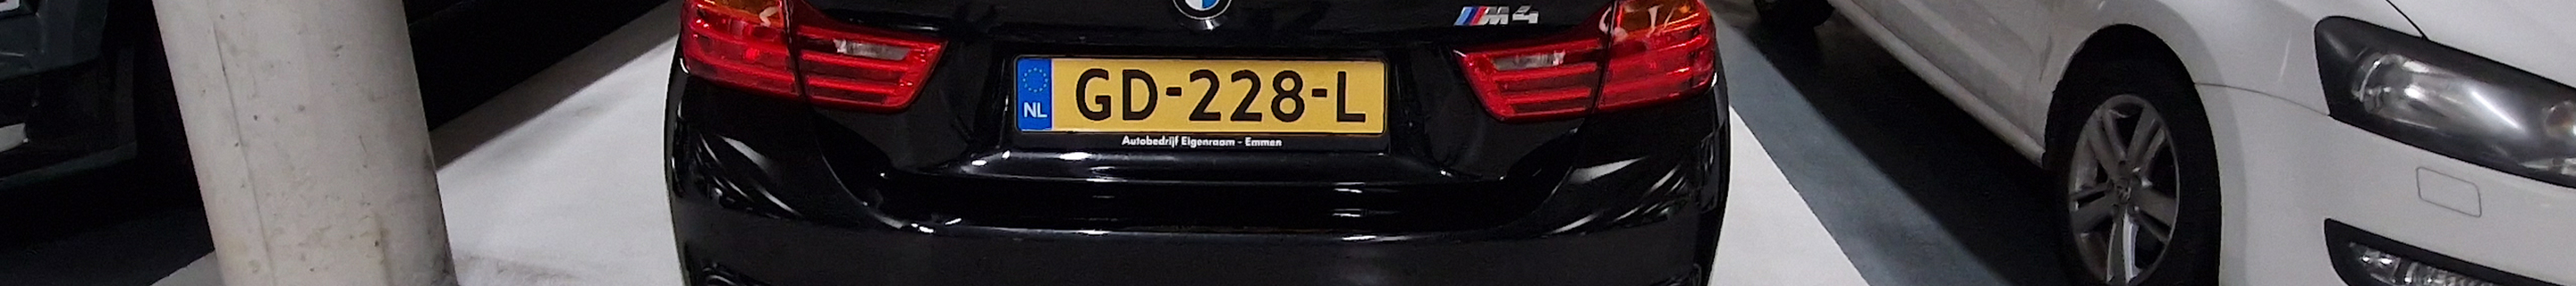 M4
NL GD-228-L
Autobedrijf Eigenraam - Emmen